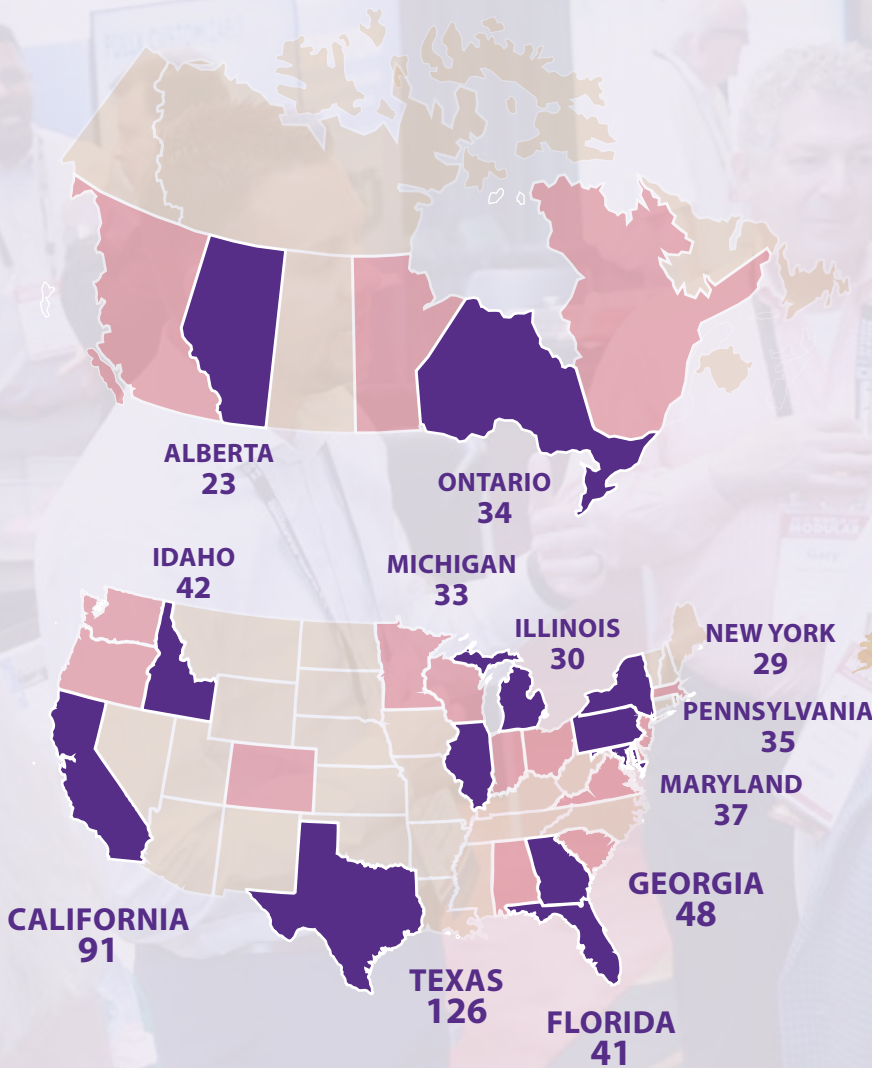 ALBERTA
23
ONTARIO
34
IDAHO
42
MICHIGAN
33
ILLINOIS
30
NEW YORK
29
PENNSYLVANIA
35
MARYLAND
37
GEORGIA
48
CALIFORNIA
91
TEXAS
126
FLORIDA
41
MODULAR